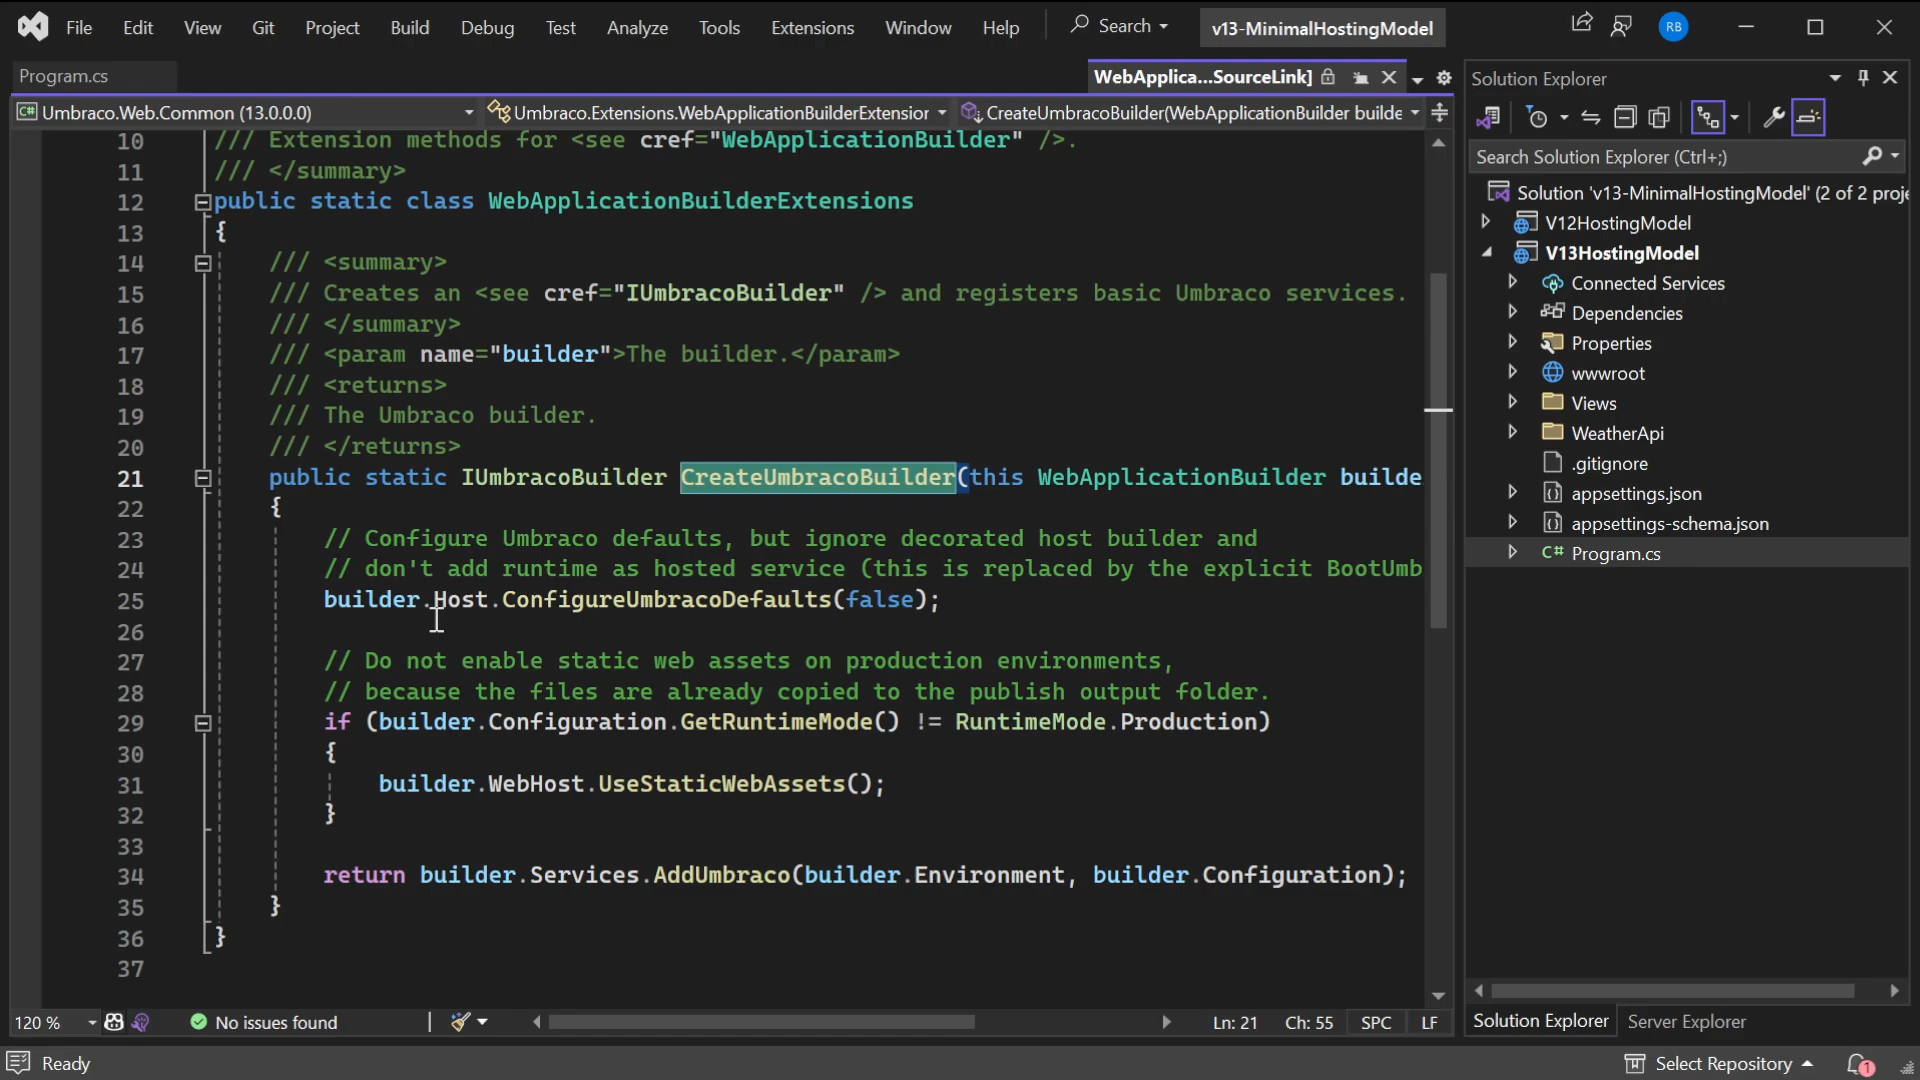 File Edit View Git Project Build Debug Test Analyze Tools Extensions Window Help Search v13-MinimalHostingModel RB
Program.cs WebApplica...SourceLink]
C# Umbraco.Web.Common (13.0.0.0) Umbraco.Extensions.WebApplicationBuilderExtension CreateUmbracoBuilder(WebApplicationBuilder builde
10 /// Extension methods for <see cref="WebApplicationBuilder" />.
11 /// </summary>
12 public static class WebApplicationBuilderExtensions
13 {
14 /// <summary>
15 /// Creates an <see cref="IUmbracoBuilder" /> and registers basic Umbraco services.
16 /// </summary>
17 /// <param name="builder">The builder.</param>
18 /// <returns>
19 /// The Umbraco builder.
20 /// </returns>
21 public static IUmbracoBuilder CreateUmbracoBuilder(this WebApplicationBuilder builde
22 {
23 // Configure Umbraco defaults, but ignore decorated host builder and
24 // don't add runtime as hosted service (this is replaced by the explicit BootUmb
25 builder.Host.ConfigureUmbracoDefaults(false);
26
27 // Do not enable static web assets on production environments,
28 // because the files are already copied to the publish output folder.
29 if (builder.Configuration.GetRuntimeMode() != RuntimeMode.Production)
30 {
31 builder.WebHost.UseStaticWebAssets();
32 }
33
34 return builder.Services.AddUmbraco(builder.Environment, builder.Configuration);
35 }
36 }
37
120 % No issues found Ln: 21 Ch: 55 SPC LF
Solution Explorer
Search Solution Explorer (Ctrl+;)
Solution 'v13-MinimalHostingModel' (2 of 2 proje
V12HostingModel
V13HostingModel
Connected Services
Dependencies
Properties
wwwroot
Views
WeatherApi
.gitignore
appsettings.json
appsettings-schema.json
C# Program.cs
Solution Explorer Server Explorer
Ready Select Repository 1